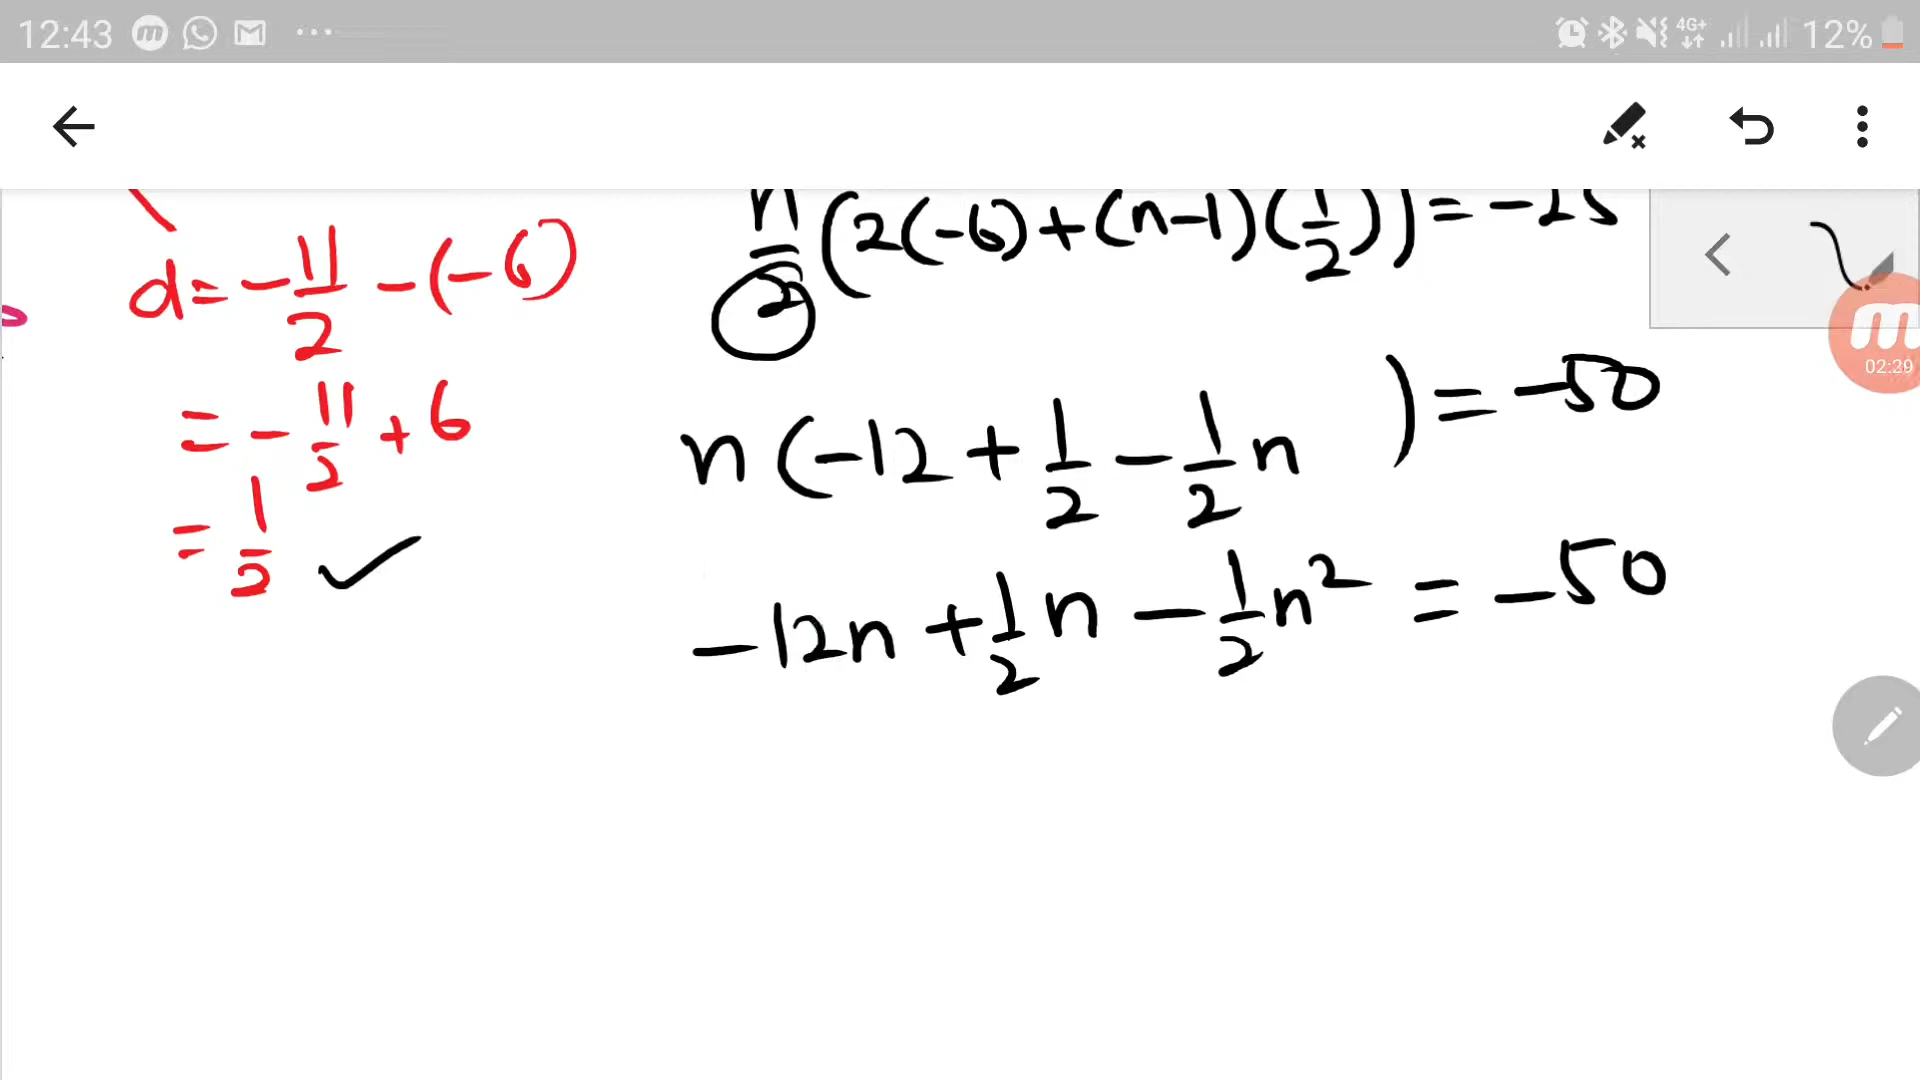 12:43 12%
4G+
d = -11/2 - (-6)
= -11/2 + 6
= 1/2 ✓
n/2 (2(-6) + (n-1)(1/2)) = -25
02:29
n(-12 + 1/2 - 1/2 n ) = -50
-12n + 1/2 n - 1/2 n² = -50